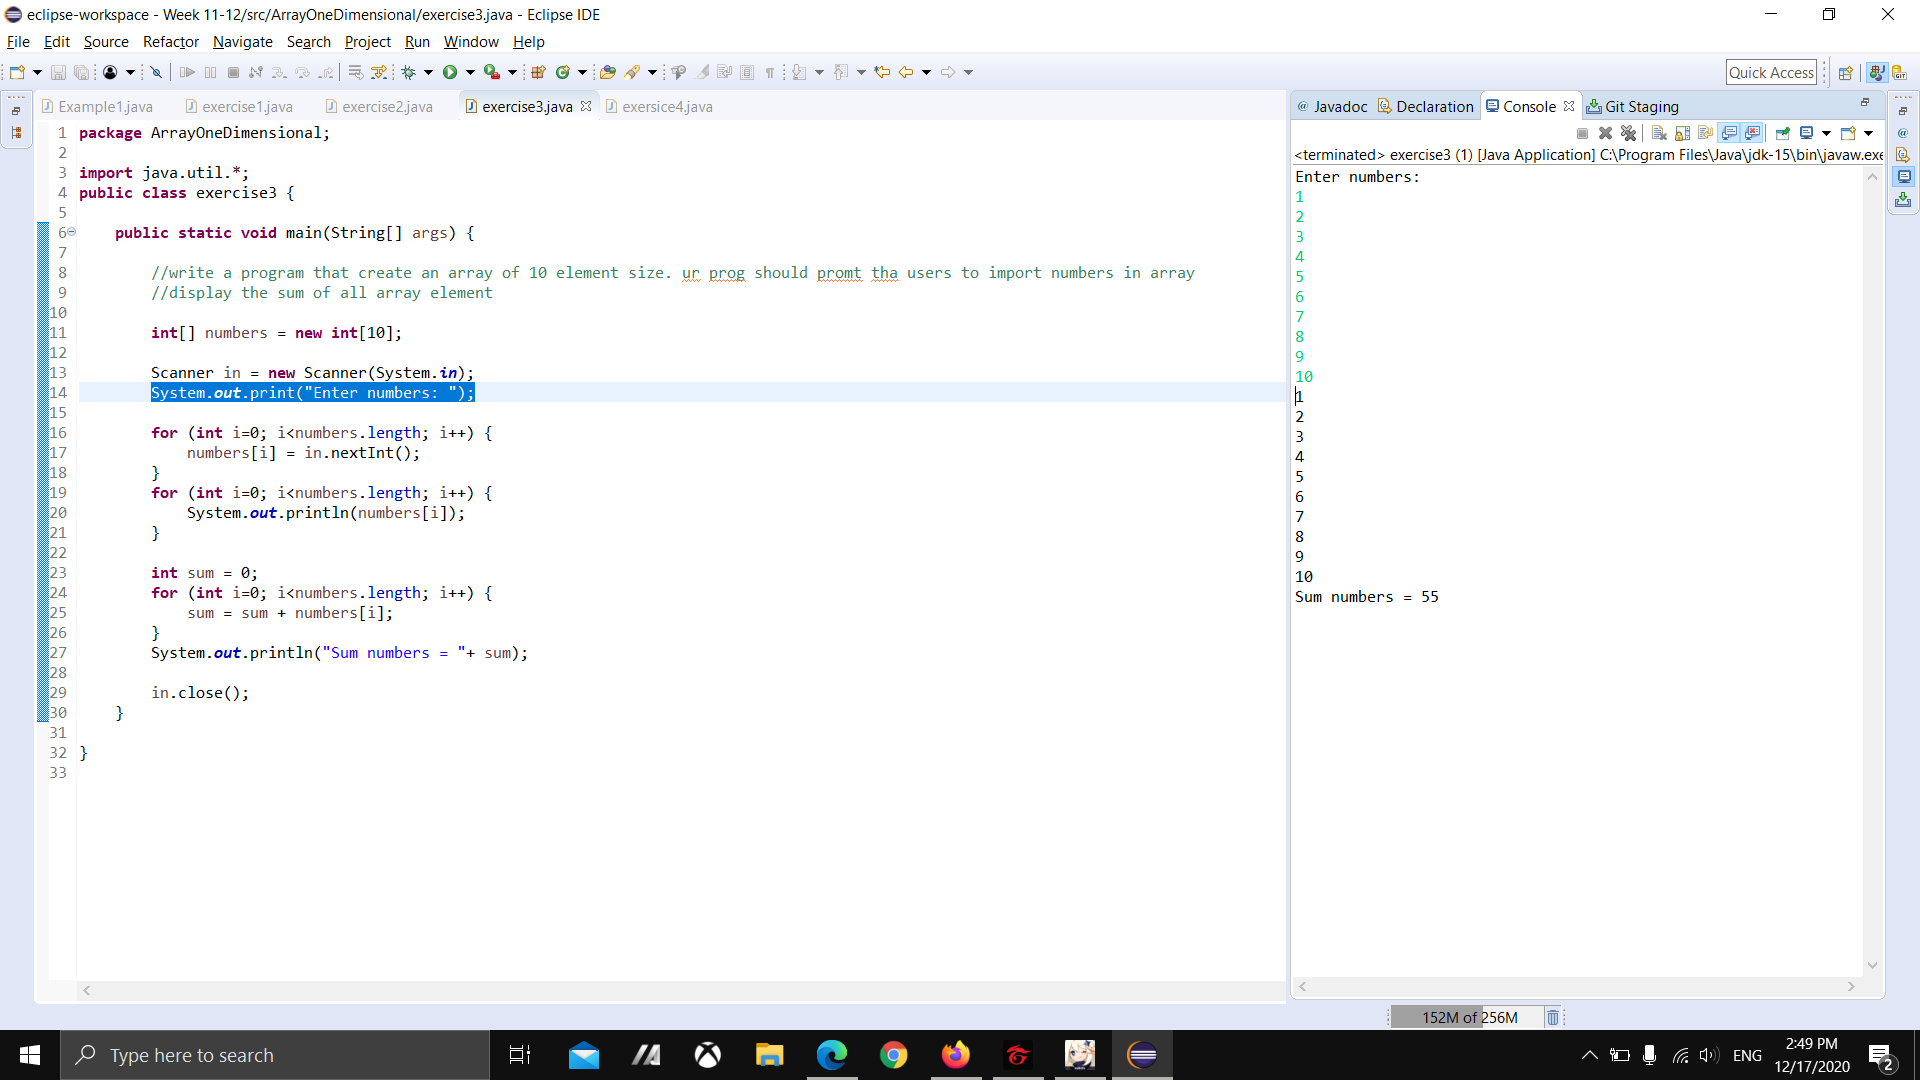 eclipse-workspace - Week 11-12/src/ArrayOneDimensional/exercise3.java - Eclipse IDE
File Edit Source Refactor Navigate Search Project Run Window Help
Quick Access
Example1.java exercise1.java exercise2.java exercise3.java exersice4.java
1 package ArrayOneDimensional;
2
3 import java.util.*;
4 public class exercise3 {
5
6 public static void main(String[] args) {
7
8 //write a program that create an array of 10 element size. ur prog should promt tha users to import numbers in array
9 //display the sum of all array element
10
11 int[] numbers = new int[10];
12
13 Scanner in = new Scanner(System.in);
14 System.out.print("Enter numbers: ");
15
16 for (int i=0; i<numbers.length; i++) {
17 numbers[i] = in.nextInt();
18 }
19 for (int i=0; i<numbers.length; i++) {
20 System.out.println(numbers[i]);
21 }
22
23 int sum = 0;
24 for (int i=0; i<numbers.length; i++) {
25 sum = sum + numbers[i];
26 }
27 System.out.println("Sum numbers = "+ sum);
28
29 in.close();
30 }
31
32 }
33
@ Javadoc Declaration Console Git Staging
<terminated> exercise3 (1) [Java Application] C:\Program Files\Java\jdk-15\bin\javaw.exe
Enter numbers:
1
2
3
4
5
6
7
8
9
10
1
2
3
4
5
6
7
8
9
10
Sum numbers = 55
152M of 256M
Type here to search
ENG
2:49 PM
12/17/2020
2